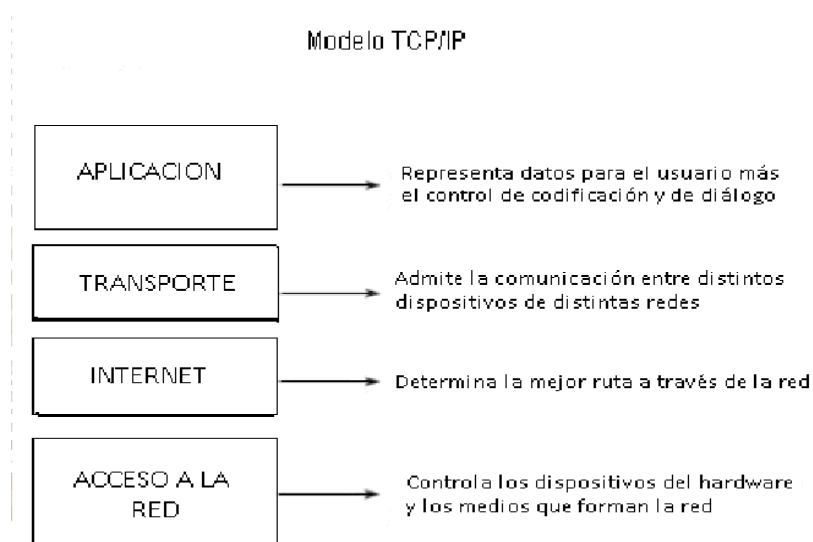 Modelo TCP/IP
APLICACION
Representa datos para el usuario más
el control de codificación y de diálogo
TRANSPORTE
Admite la comunicación entre distintos
dispositivos de distintas redes
INTERNET
Determina la mejor ruta a través de la red
ACCESO A LA
RED
Controla los dispositivos del hardware
y los medios que forman la red